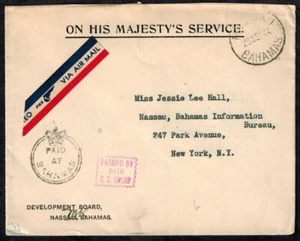 ON HIS MAJESTY'S SERVICE.
BAHAMAS
VIA AIR MAIL
Miss Jessie Lee Hall,
Nassau, Bahamas Information
Bureau,
247 Park Avenue,
New York, N.Y.
PAID
AT
BAHAMAS
PASSED BY
DEVELOPMENT BOARD,
NASSAU, BAHAMAS.